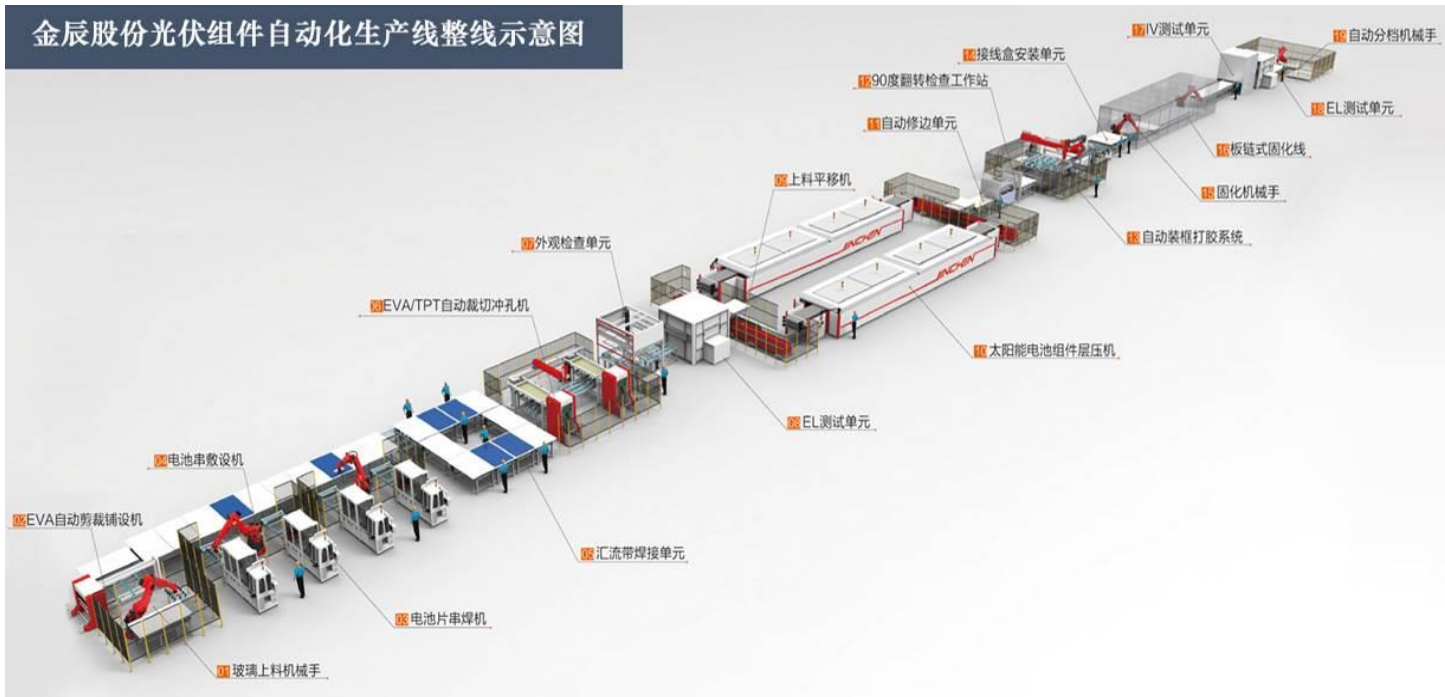 金辰股份光伏组件自动化生产线整线示意图
01玻璃上料机械手
02EVA自动剪裁铺设机
03电池片串焊机
04电池串敷设机
05汇流带焊接单元
06EVA/TPT自动裁切冲孔机
07外观检查单元
08EL测试单元
09上料平移机
10太阳能电池组件层压机
11自动修边单元
1290度翻转检查工作站
13自动装框打胶系统
14接线盒安装单元
15固化机械手
16板链式固化线
17IV测试单元
18EL测试单元
19自动分档机械手
JINCHEN
JINCHEN